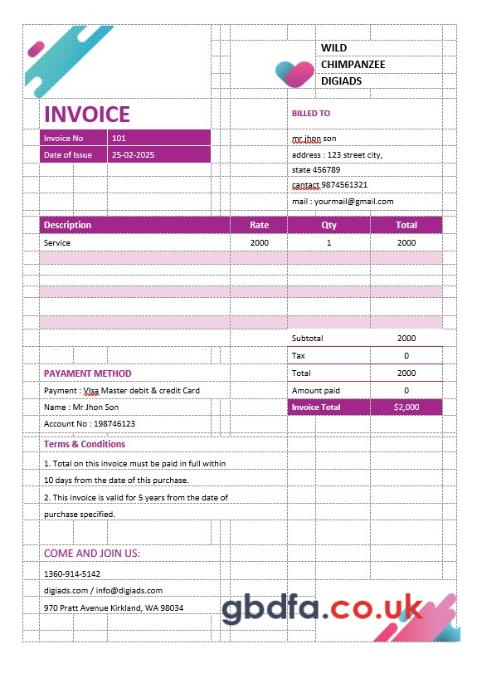 WILD
CHIMPANZEE
DIGIADS
INVOICE
BILLED TO
Invoice No 101
Date of Issue 25-02-2025
mr.jhon son
address : 123 street city,
state 456789
cantact 9874561321
mail : yourmail@gmail.com
Description Rate Qty Total
Service 2000 1 2000
Subtotal 2000
Tax 0
Total 2000
Amount paid 0
Invoice Total $2,000
PAYAMENT METHOD
Payment : Visa Master debit & credit Card
Name : Mr Jhon Son
Account No : 198746123
Terms & Conditions
1. Total on this invoice must be paid in full within
10 days from the date of this purchase.
2. This invoice is valid for 5 years from the date of
purchase specified.
COME AND JOIN US:
1360-914-5142
digiads.com / info@digiads.com
970 Pratt Avenue Kirkland, WA 98034
gbdfa.co.uk